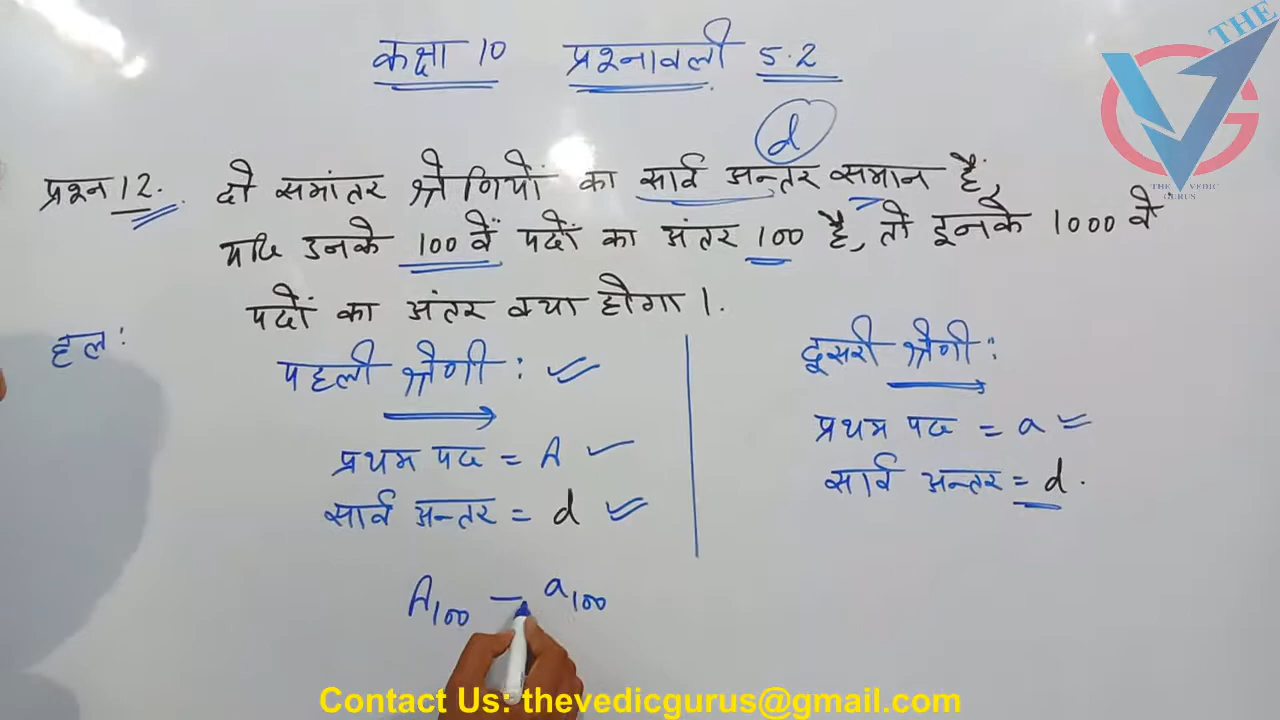 कक्षा 10 प्रश्नावली 5.2
d
प्रश्न 12. दो समांतर श्रेणियों का सार्व अन्तर समान है,
यदि उनके 100 वें पदों का अंतर 100 है, तो इनके 1000 वें
पदों का अंतर क्या होगा।.
हल:
पहली श्रेणी:
प्रथम पद = A
सार्व अन्तर = d
दूसरी श्रेणी:
प्रथम पद = a
सार्व अन्तर = d.
A100 – a100
THE
THE VEDIC
GURUS
Contact Us: thevedicgurus@gmail.com